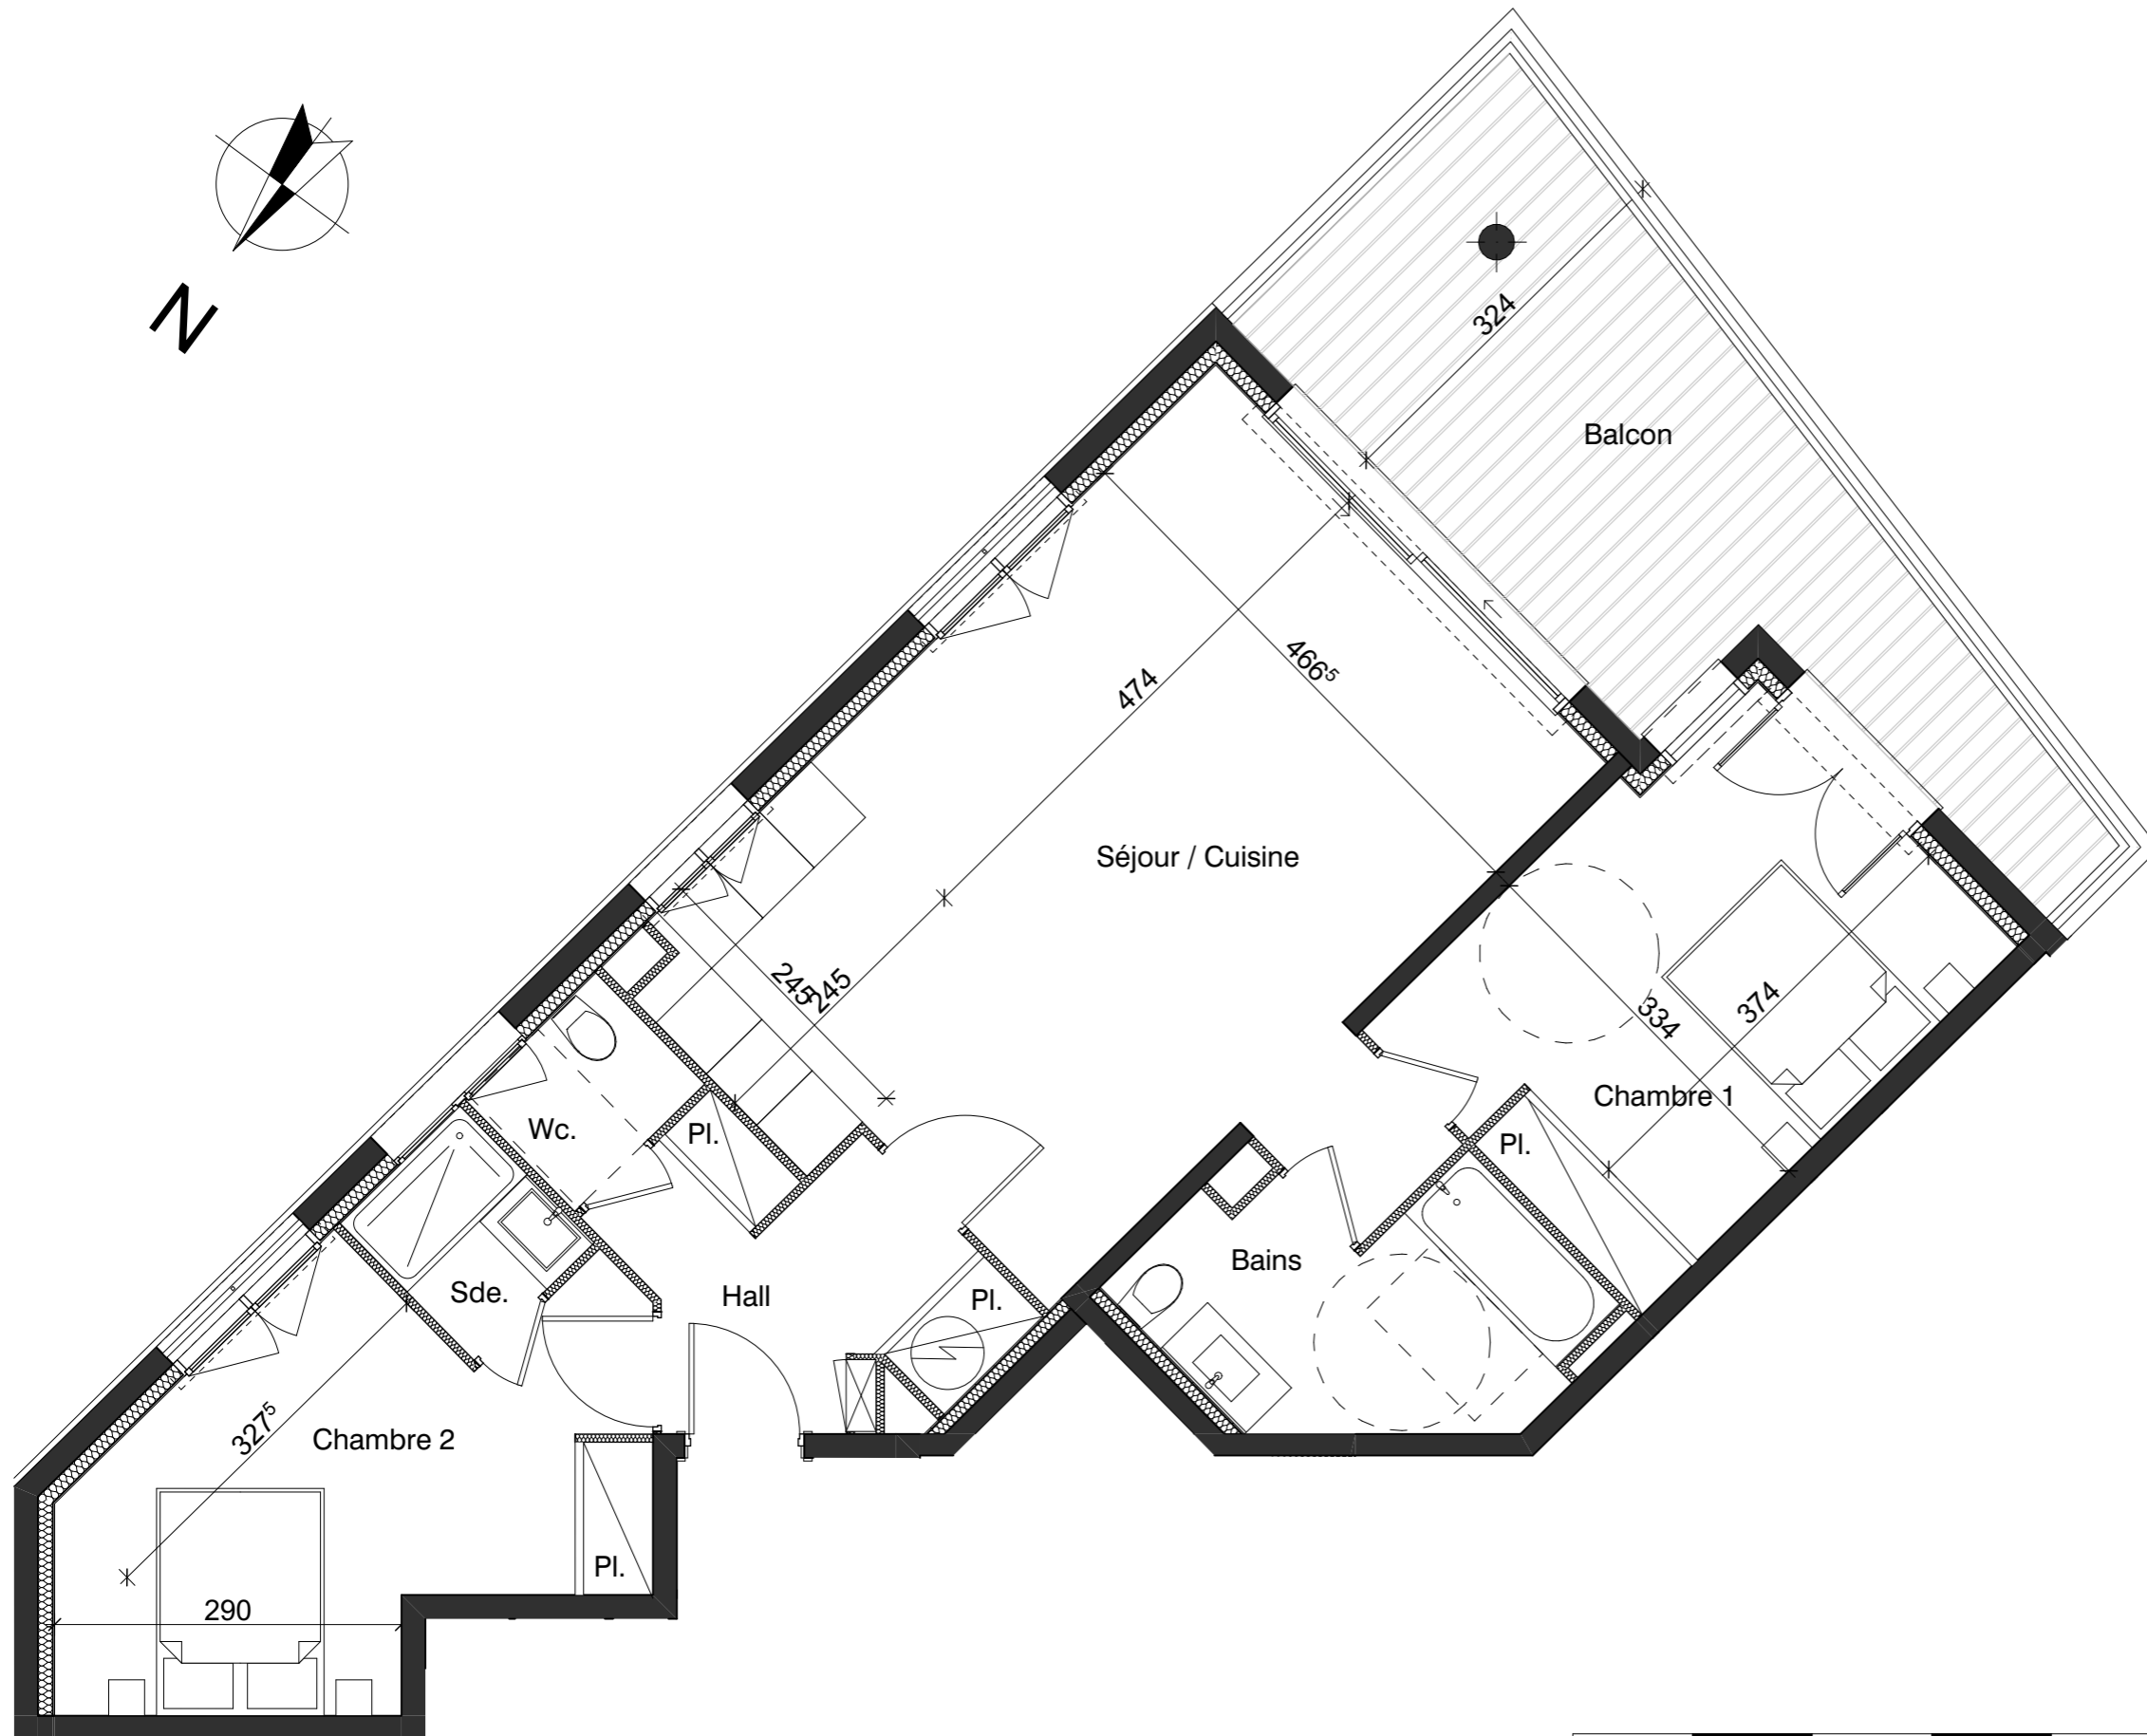 N
324
Balcon
466⁵
474
Séjour / Cuisine
245
245
334
374
Chambre 1
Wc.
Pl.
Pl.
Bains
Sde.
Hall
Pl.
327⁵
Chambre 2
Pl.
290